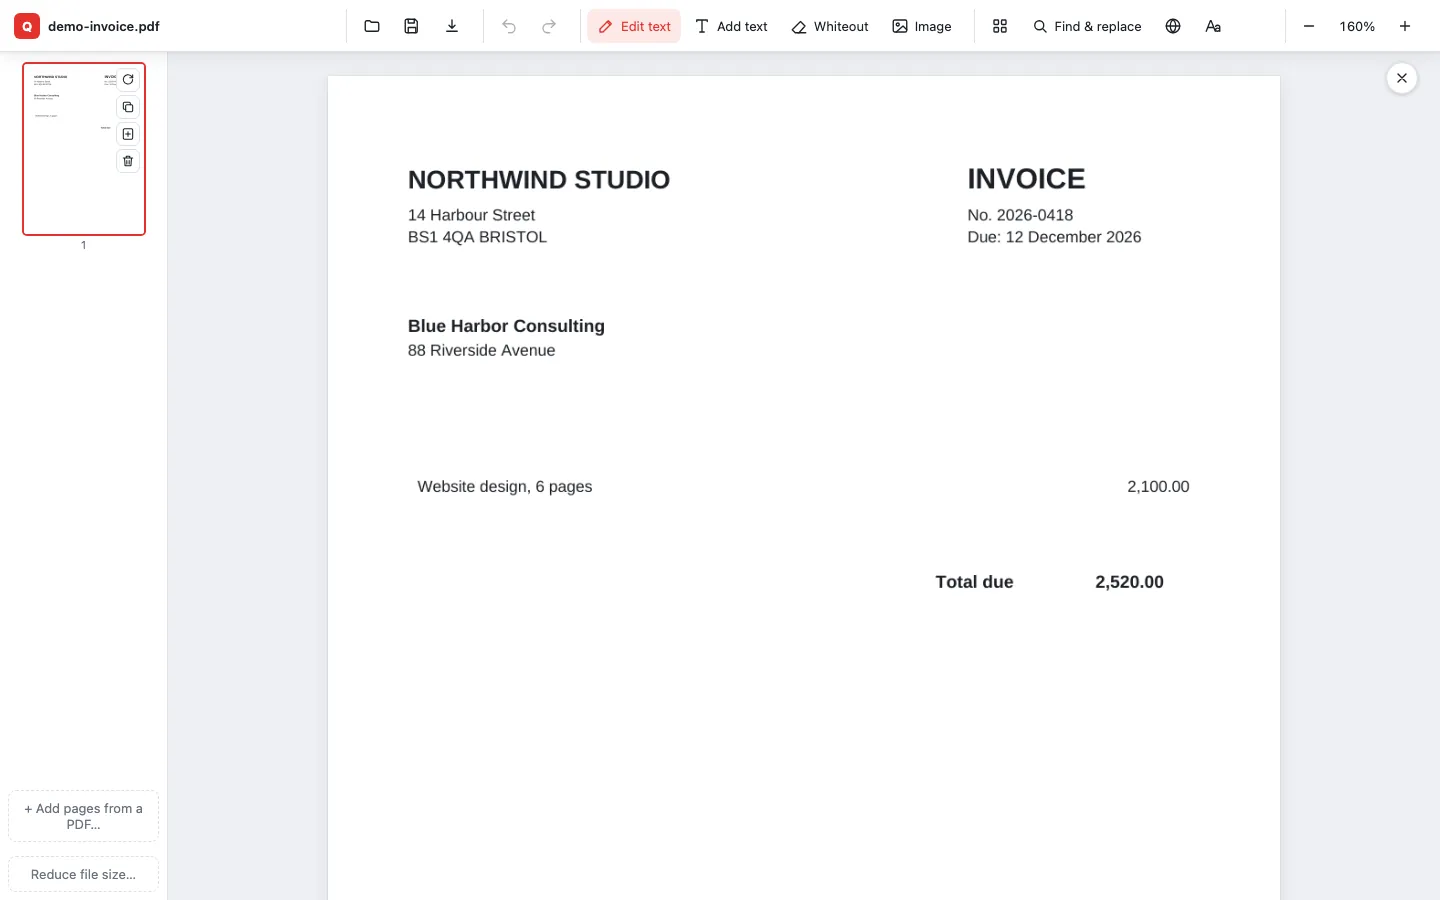 Q demo-invoice.pdf Edit text Add text Whiteout Image Find & replace Aa 160%
NORTHWIND STUDIO
14 Harbour Street
BS1 4QA BRISTOL
INVOICE
No. 2026-0418
Due: 12 December 2026
Blue Harbor Consulting
88 Riverside Avenue
Website design, 6 pages 2,100.00
Total due 2,520.00
1
+ Add pages from a
PDF...
Reduce file size...